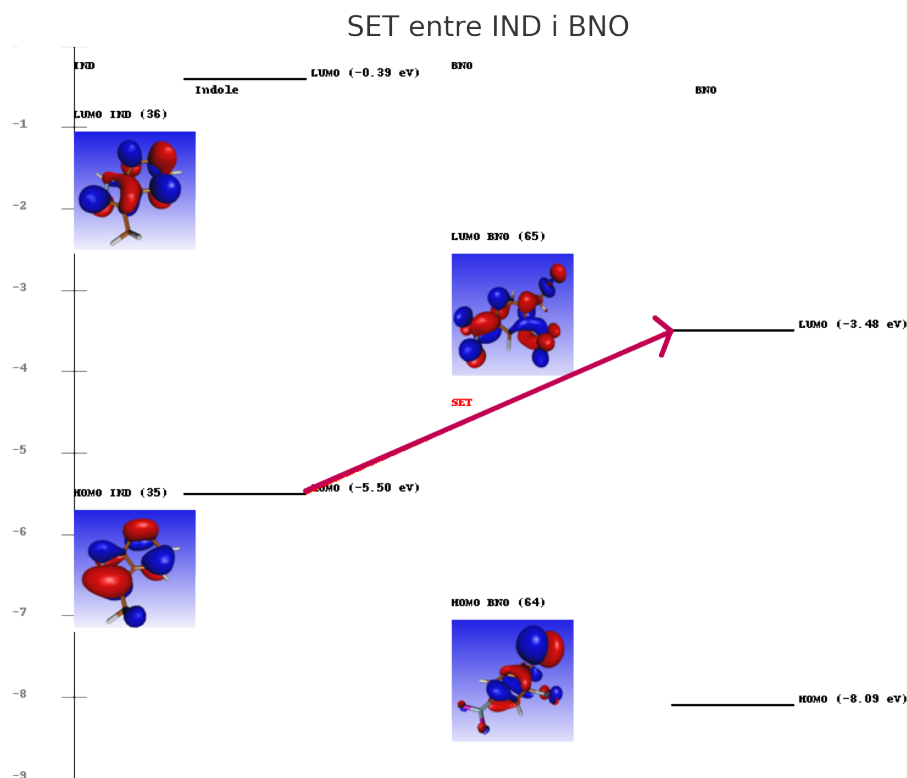 SET entre IND i BNO
IND
LUMO (-0.39 eV)
BNO
Indole
BNO
LUMO IND (36)
-1
-2
LUMO BNO (65)
-3
LUMO (-3.48 eV)
-4
SET
-5
HOMO IND (35)
HOMO (-5.50 eV)
-6
HOMO BNO (64)
-7
-8
HOMO (-8.09 eV)
-9